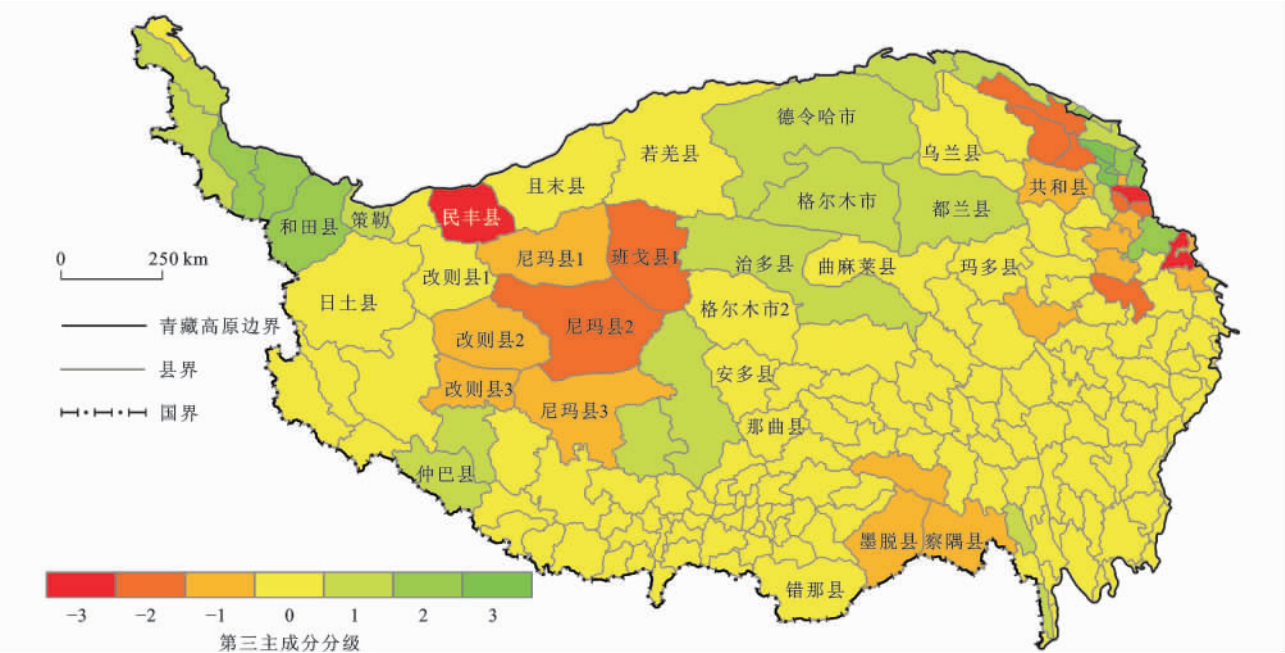 德令哈市
若羌县
乌兰县
且末县
共和县
格尔木市
民丰县
都兰县
策勒
和田县
尼玛县1
班戈县1
治多县
曲麻莱县
玛多县
改则县1
日土县
格尔木市2
尼玛县2
改则县2
安多县
改则县3
尼玛县3
那曲县
仲巴县
墨脱县
察隅县
错那县
0 250 km
青藏高原边界
县界
国界
-3 -2 -1 0 1 2 3
第三主成分分级